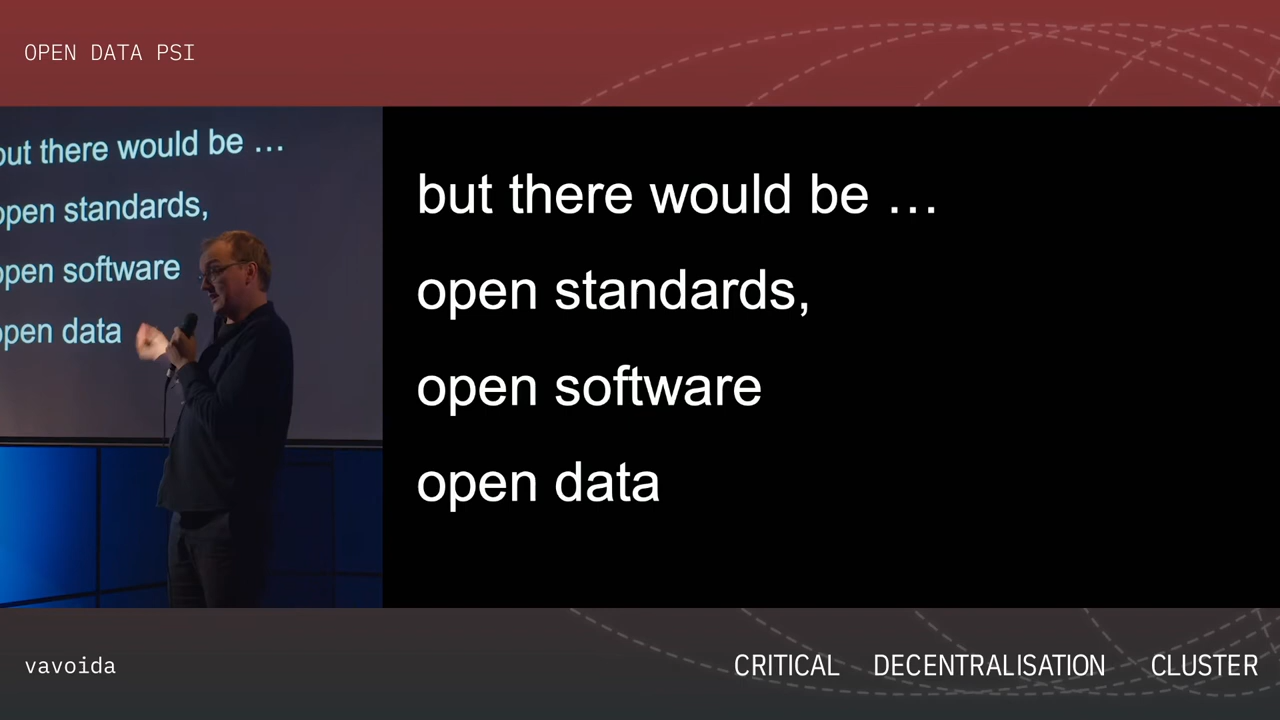 OPEN DATA PSI
but there would be …
open standards,
open software
open data
but there would be …
open standards,
open software
open data
vavoida
CRITICAL DECENTRALISATION CLUSTER